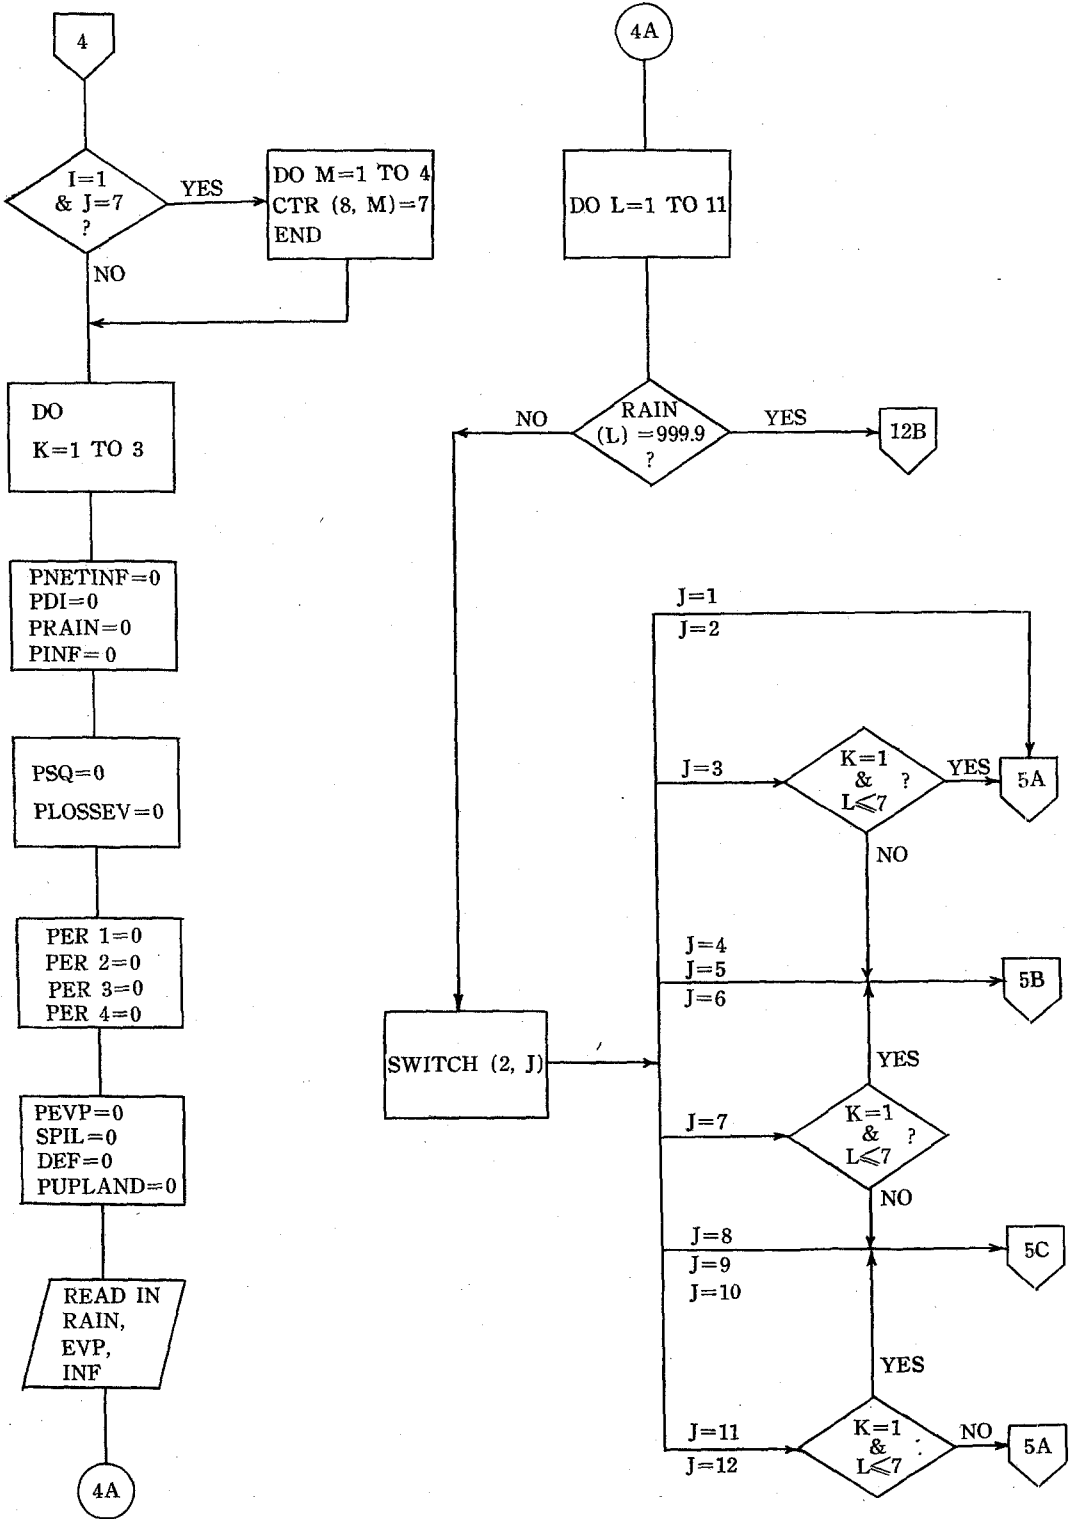 4
I=1
& J=7
?
YES
NO
DO M=1 TO 4
CTR (8, M)=7
END
DO
K=1 TO 3
PNETINF=0
PDI=0
PRAIN=0
PINF=0
PSQ=0
PLOSSEV=0
PER 1=0
PER 2=0
PER 3=0
PER 4=0
PEVP=0
SPIL=0
DEF=0
PUPLAND=0
READ IN
RAIN,
EVP,
INF
4A
4A
DO L=1 TO 11
RAIN
(L) =999.9
?
NO
YES
12B
SWITCH (2, J)
J=1
J=2
J=3
K=1
& ?
L≤7
YES
5A
NO
J=4
J=5
J=6
5B
YES
J=7
K=1
& ?
L≤7
NO
J=8
J=9
J=10
5C
YES
J=11
J=12
K=1
&
L≤7
NO
5A